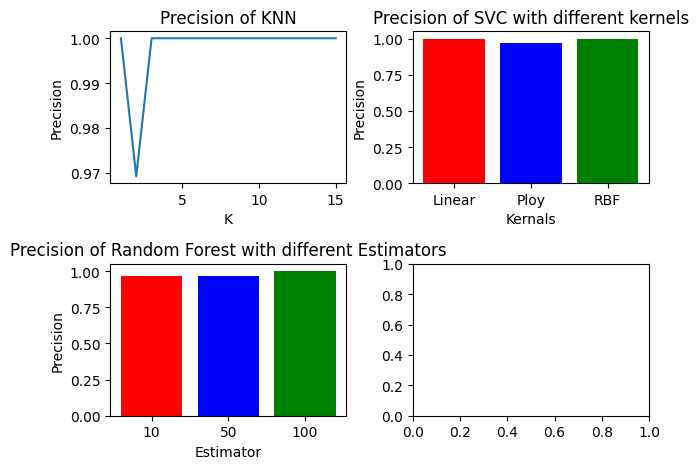 Precision of KNN
1.00
0.99
0.98
0.97
Precision
5 10 15
K
Precision of SVC with different kernels
1.00
0.75
0.50
0.25
0.00
Precision
Linear Ploy RBF
Kernals
Precision of Random Forest with different Estimators
1.00
0.75
0.50
0.25
0.00
Precision
10 50 100
Estimator
1.0
0.8
0.6
0.4
0.2
0.0
0.0 0.2 0.4 0.6 0.8 1.0